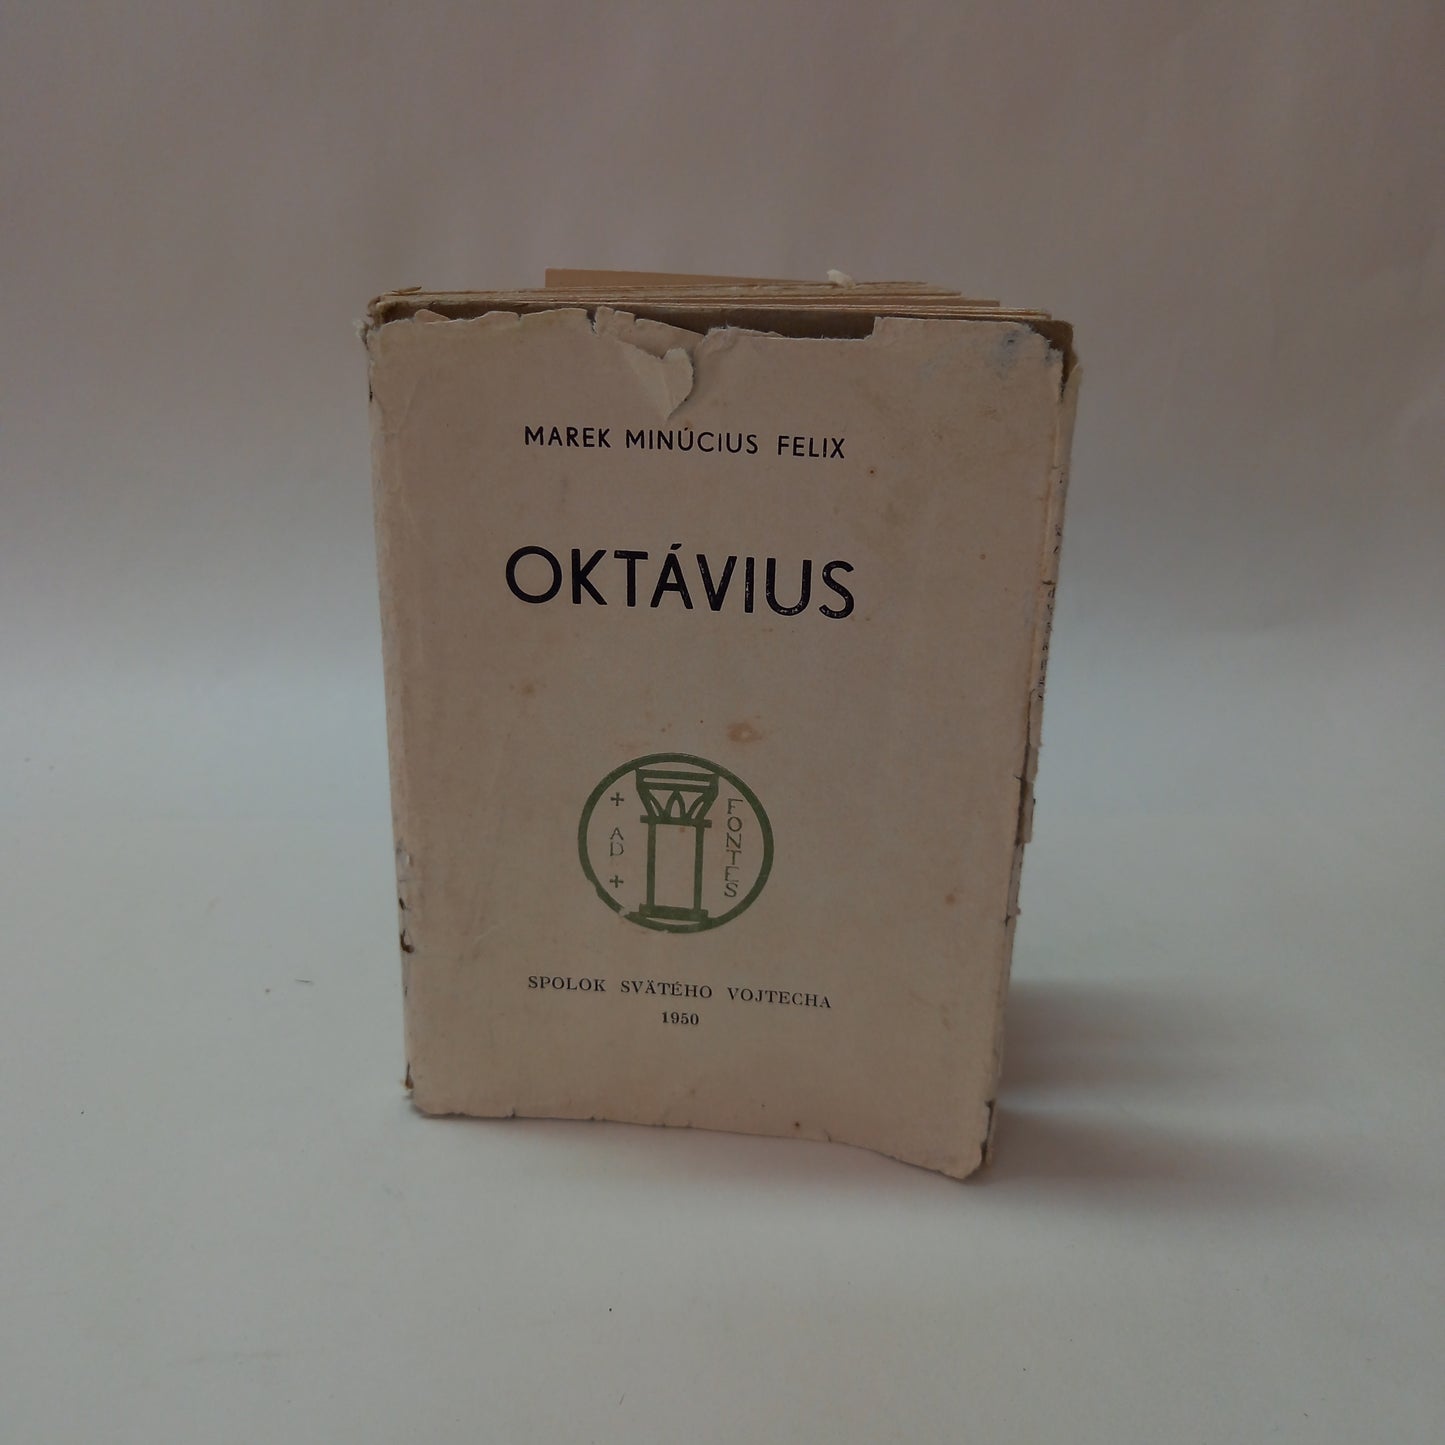 MAREK MINÚCIUS FELIX
OKTÁVIUS
+ AD +
FONTES
SPOLOK SVÄTÉHO VOJTECHA
1950